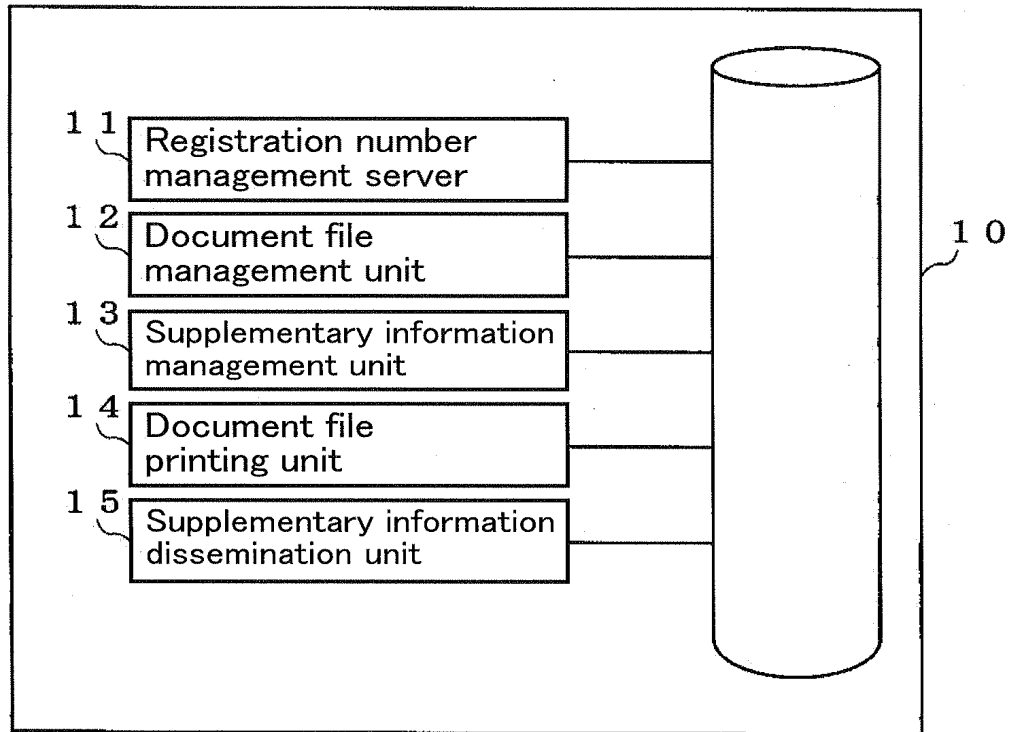 1 1
Registration number
management server
1 2
Document file
management unit
1 0
1 3
Supplementary information
management unit
1 4
Document file
printing unit
1 5
Supplementary information
dissemination unit